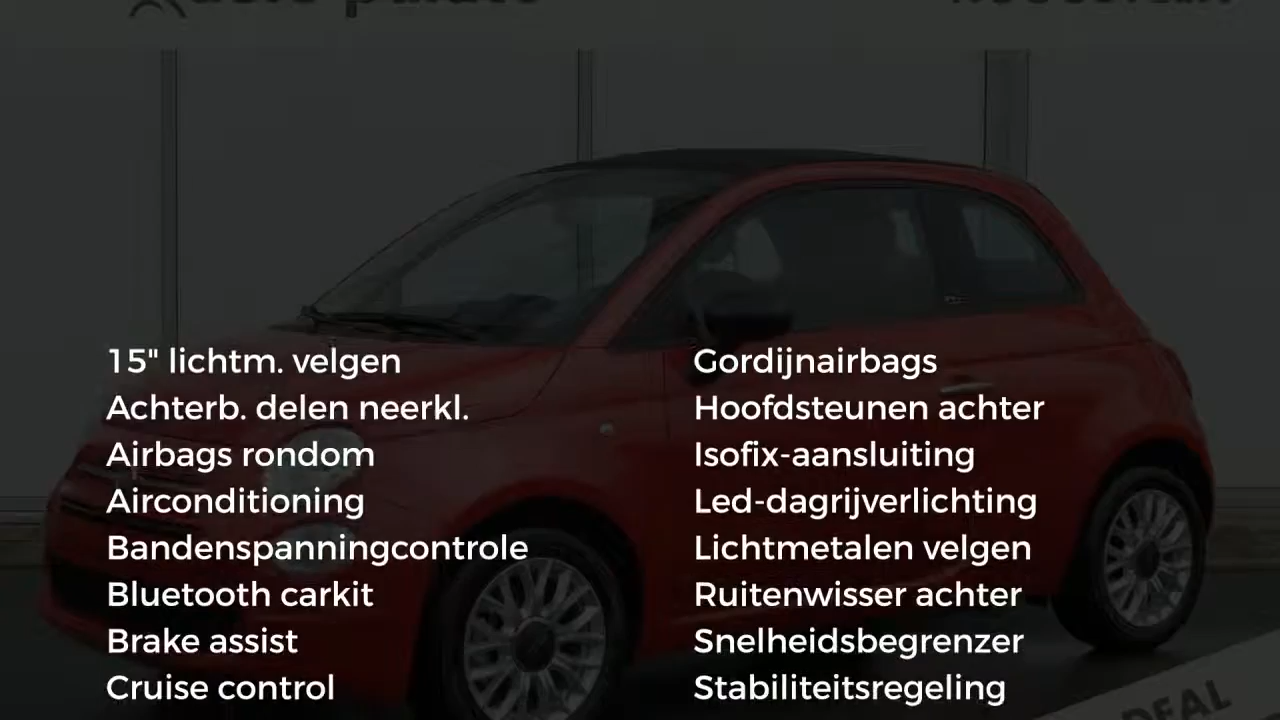 15" lichtm. velgen
Achterb. delen neerkl.
Airbags rondom
Airconditioning
Bandenspanningcontrole
Bluetooth carkit
Brake assist
Cruise control
Gordijnairbags
Hoofdsteunen achter
Isofix-aansluiting
Led-dagrijverlichting
Lichtmetalen velgen
Ruitenwisser achter
Snelheidsbegrenzer
Stabiliteitsregeling
DEAL